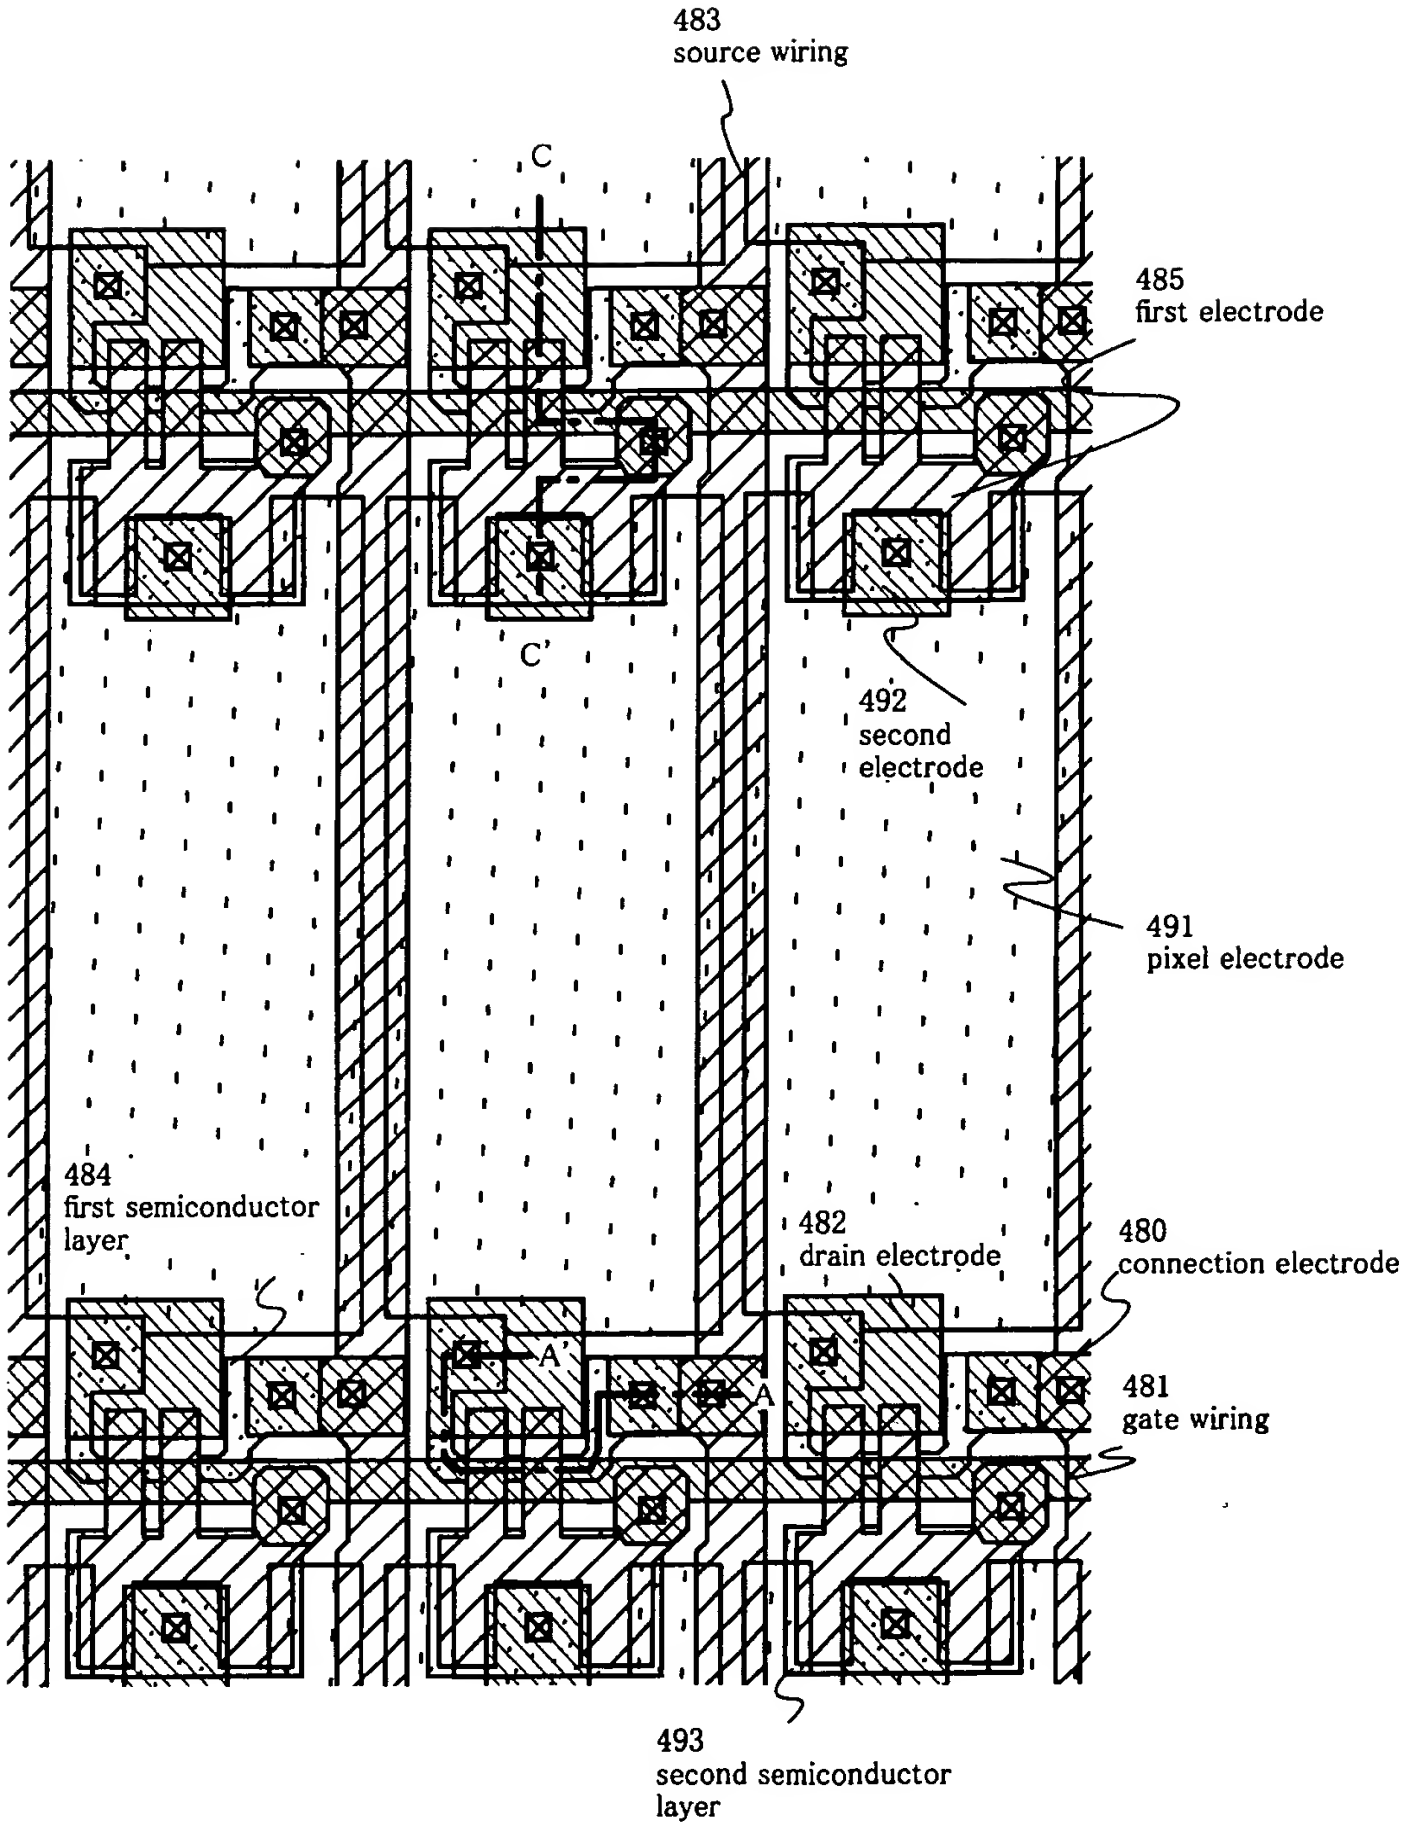 483
source wiring
C
485
first electrode
C'
492
second
electrode
491
pixel electrode
484
first semiconductor
layer
482
drain electrode
480
connection electrode
A'
A
481
gate wiring
493
second semiconductor
layer